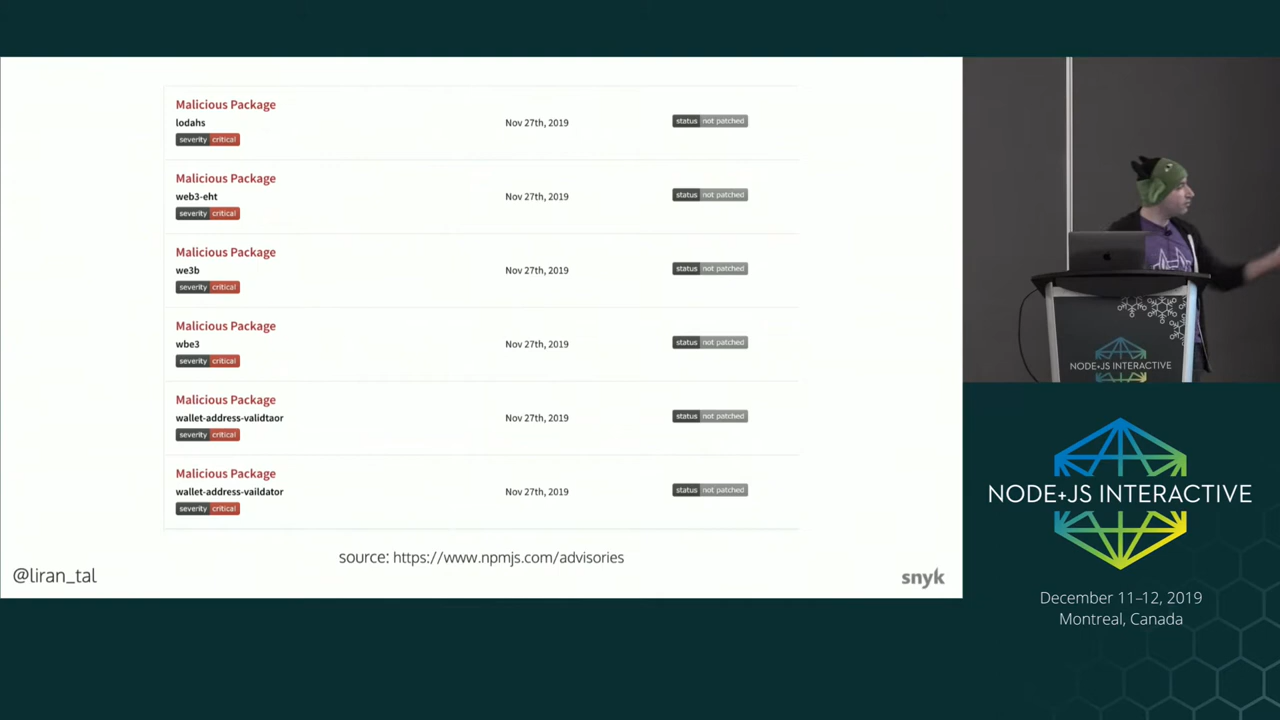 Malicious Package
lodahs
Nov 27th, 2019
status not patched
severity critical
Malicious Package
web3-eht
Nov 27th, 2019
status not patched
severity critical
Malicious Package
we3b
Nov 27th, 2019
status not patched
severity critical
Malicious Package
wbe3
Nov 27th, 2019
status not patched
severity critical
Malicious Package
wallet-address-validtaor
Nov 27th, 2019
status not patched
severity critical
Malicious Package
wallet-address-vaildator
Nov 27th, 2019
status not patched
severity critical
source: https://www.npmjs.com/advisories
@liran_tal
snyk
NODE+JS INTERACTIVE
NODE+JS INTERACTIVE
December 11–12, 2019
Montreal, Canada